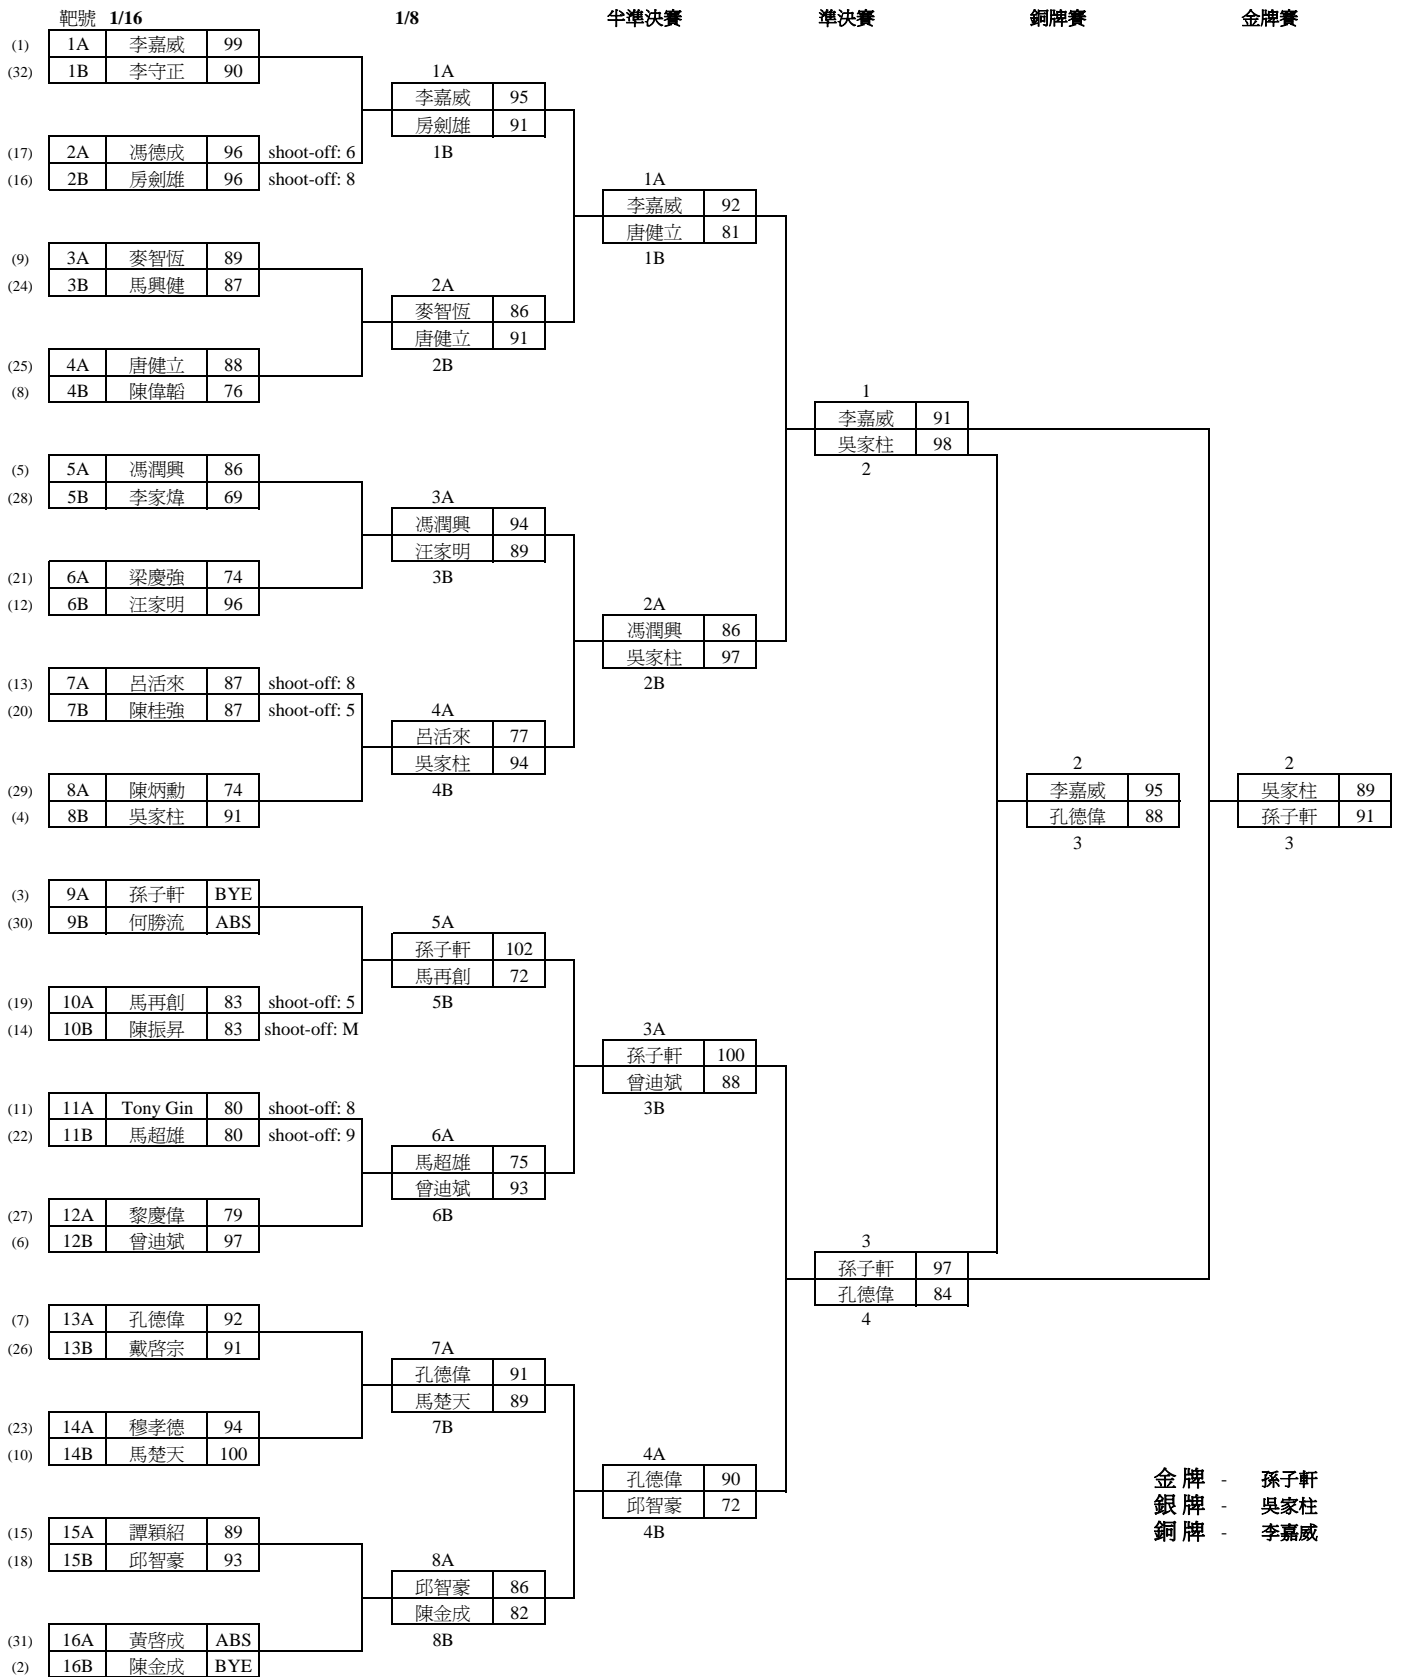 靶號 1/16 1/8 半準決賽 準決賽 銅牌賽 金牌賽
(1) 1A 李嘉威 99
(32) 1B 李守正 90 1A
李嘉威 95
房劍雄 91
(17) 2A 馮德成 96 shoot-off: 6 1B
(16) 2B 房劍雄 96 shoot-off: 8 1A
李嘉威 92
唐健立 81
(9) 3A 麥智恆 89 1B
(24) 3B 馬興健 87 2A
麥智恆 86
唐健立 91
(25) 4A 唐健立 88 2B
(8) 4B 陳偉韜 76 1
李嘉威 91
吳家柱 98
(5) 5A 馮潤興 86 2
(28) 5B 李家煒 69 3A
馮潤興 94
汪家明 89
(21) 6A 梁慶強 74 3B
(12) 6B 汪家明 96 2A
馮潤興 86
吳家柱 97
(13) 7A 呂活來 87 shoot-off: 8 2B
(20) 7B 陳桂強 87 shoot-off: 5 4A
呂活來 77
吳家柱 94 2 2
(29) 8A 陳炳勳 74 4B 李嘉威 95 吳家柱 89
(4) 8B 吳家柱 91 孔德偉 88 孫子軒 91
3 3
(3) 9A 孫子軒 BYE
(30) 9B 何勝流 ABS 5A
孫子軒 102
馬再創 72
(19) 10A 馬再創 83 shoot-off: 5 5B
(14) 10B 陳振昇 83 shoot-off: M 3A
孫子軒 100
曾迪斌 88
(11) 11A Tony Gin 80 shoot-off: 8 3B
(22) 11B 馬超雄 80 shoot-off: 9 6A
馬超雄 75
曾迪斌 93
(27) 12A 黎慶偉 79 6B
(6) 12B 曾迪斌 97 3
孫子軒 97
孔德偉 84
(7) 13A 孔德偉 92 4
(26) 13B 戴啓宗 91 7A
孔德偉 91
馬楚天 89
(23) 14A 穆孝德 94 7B
(10) 14B 馬楚天 100 4A
孔德偉 90 金牌 - 孫子軒
邱智豪 72 銀牌 - 吳家柱
(15) 15A 譚穎紹 89 4B 銅牌 - 李嘉威
(18) 15B 邱智豪 93 8A
邱智豪 86
陳金成 82
(31) 16A 黃啓成 ABS 8B
(2) 16B 陳金成 BYE